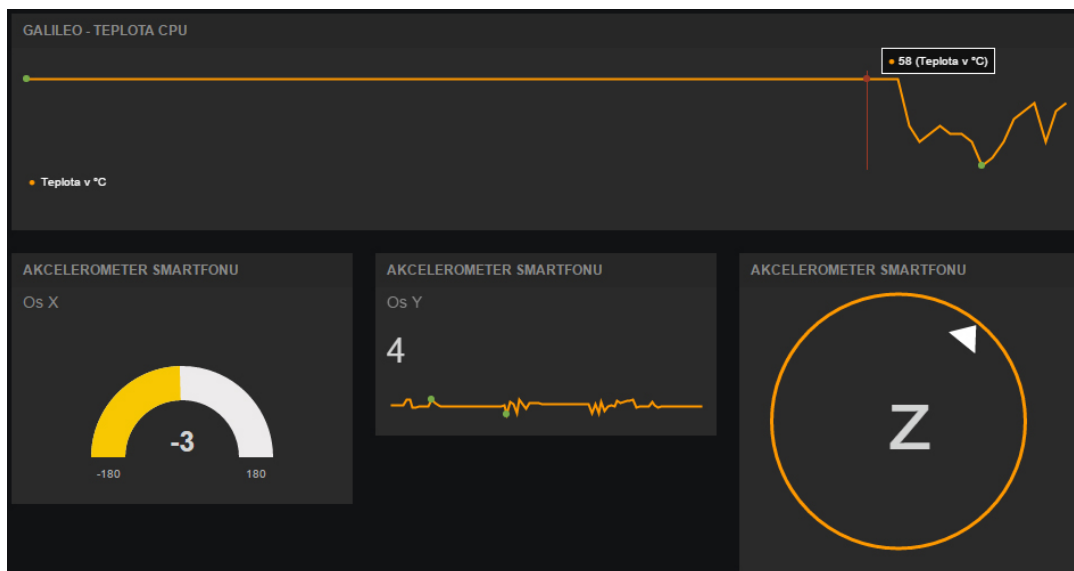 GALILEO - TEPLOTA CPU
58 (Teplota v °C)
Teplota v °C
AKCELEROMETER SMARTFONU
Os X
-3
-180
180
AKCELEROMETER SMARTFONU
Os Y
4
AKCELEROMETER SMARTFONU
Z